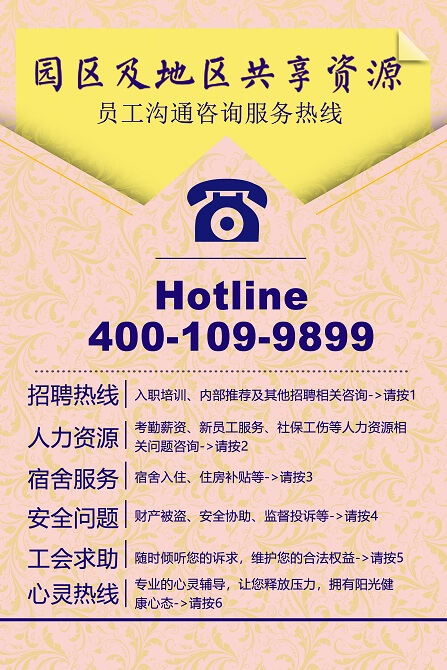 园区及地区共享资源
员工沟通咨询服务热线
Hotline
400-109-9899
招聘热线 入职培训、内部推荐及其他招聘相关咨询->请按1
人力资源 考勤薪资、新员工服务、社保工伤等人力资源相
关问题咨询->请按2
宿舍服务 宿舍入住、住房补贴等->请按3
安全问题 财产被盗、安全协助、监督投诉等->请按4
工会求助 随时倾听您的诉求，维护您的合法权益->请按5
心灵热线 专业的心灵辅导，让您释放压力，拥有阳光健
康心态->请按6